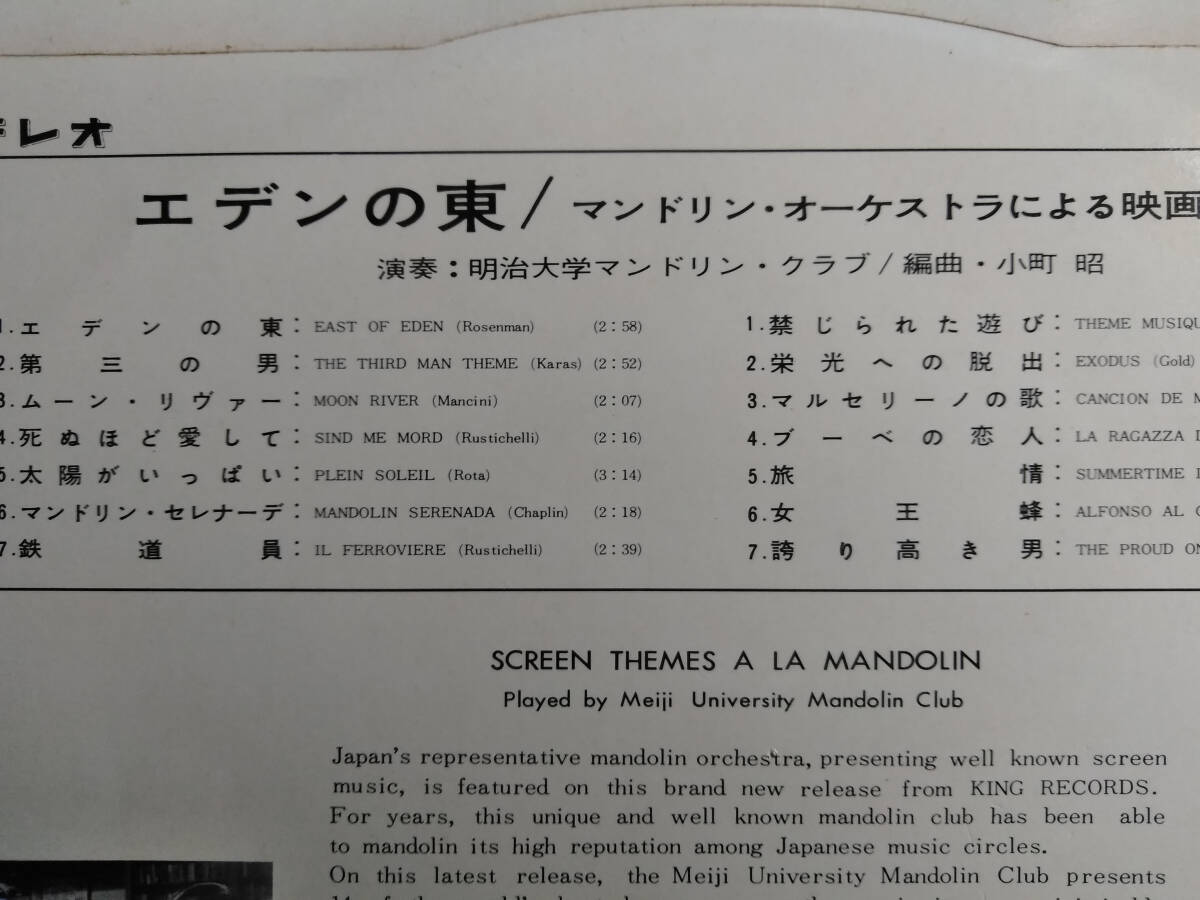 レオ
エデンの東/ マンドリン・オーケストラによる映画
演奏：明治大学マンドリン・クラブ/編曲・小町 昭
1.エデンの東： EAST OF EDEN (Rosenman) (2：58)
2.第三の男： THE THIRD MAN THEME (Karas) (2：52)
3.ムーン・リヴァー： MOON RIVER (Mancini) (2：07)
4.死ぬほど愛して： SIND ME MORD (Rustichelli) (2：16)
5.太陽がいっぱい： PLEIN SOLEIL (Rota) (3：14)
6.マンドリン・セレナーデ： MANDOLIN SERENADA (Chaplin) (2：18)
7.鉄道員： IL FERROVIERE (Rustichelli) (2：39)
1.禁じられた遊び： THEME MUSIQU
2.栄光への脱出： EXODUS (Gold)
3.マルセリーノの歌： CANCION DE M
4.ブーベの恋人： LA RAGAZZA D
5.旅情： SUMMERTIME I
6.女王蜂： ALFONSO AL
7.誇り高き男： THE PROUD ON
SCREEN THEMES A LA MANDOLIN
Played by Meiji University Mandolin Club
Japan's representative mandolin orchestra, presenting well known screen
music, is featured on this brand new release from KING RECORDS.
For years, this unique and well known mandolin club has been able
to mandolin its high reputation among Japanese music circles.
On this latest release, the Meiji University Mandolin Club presents